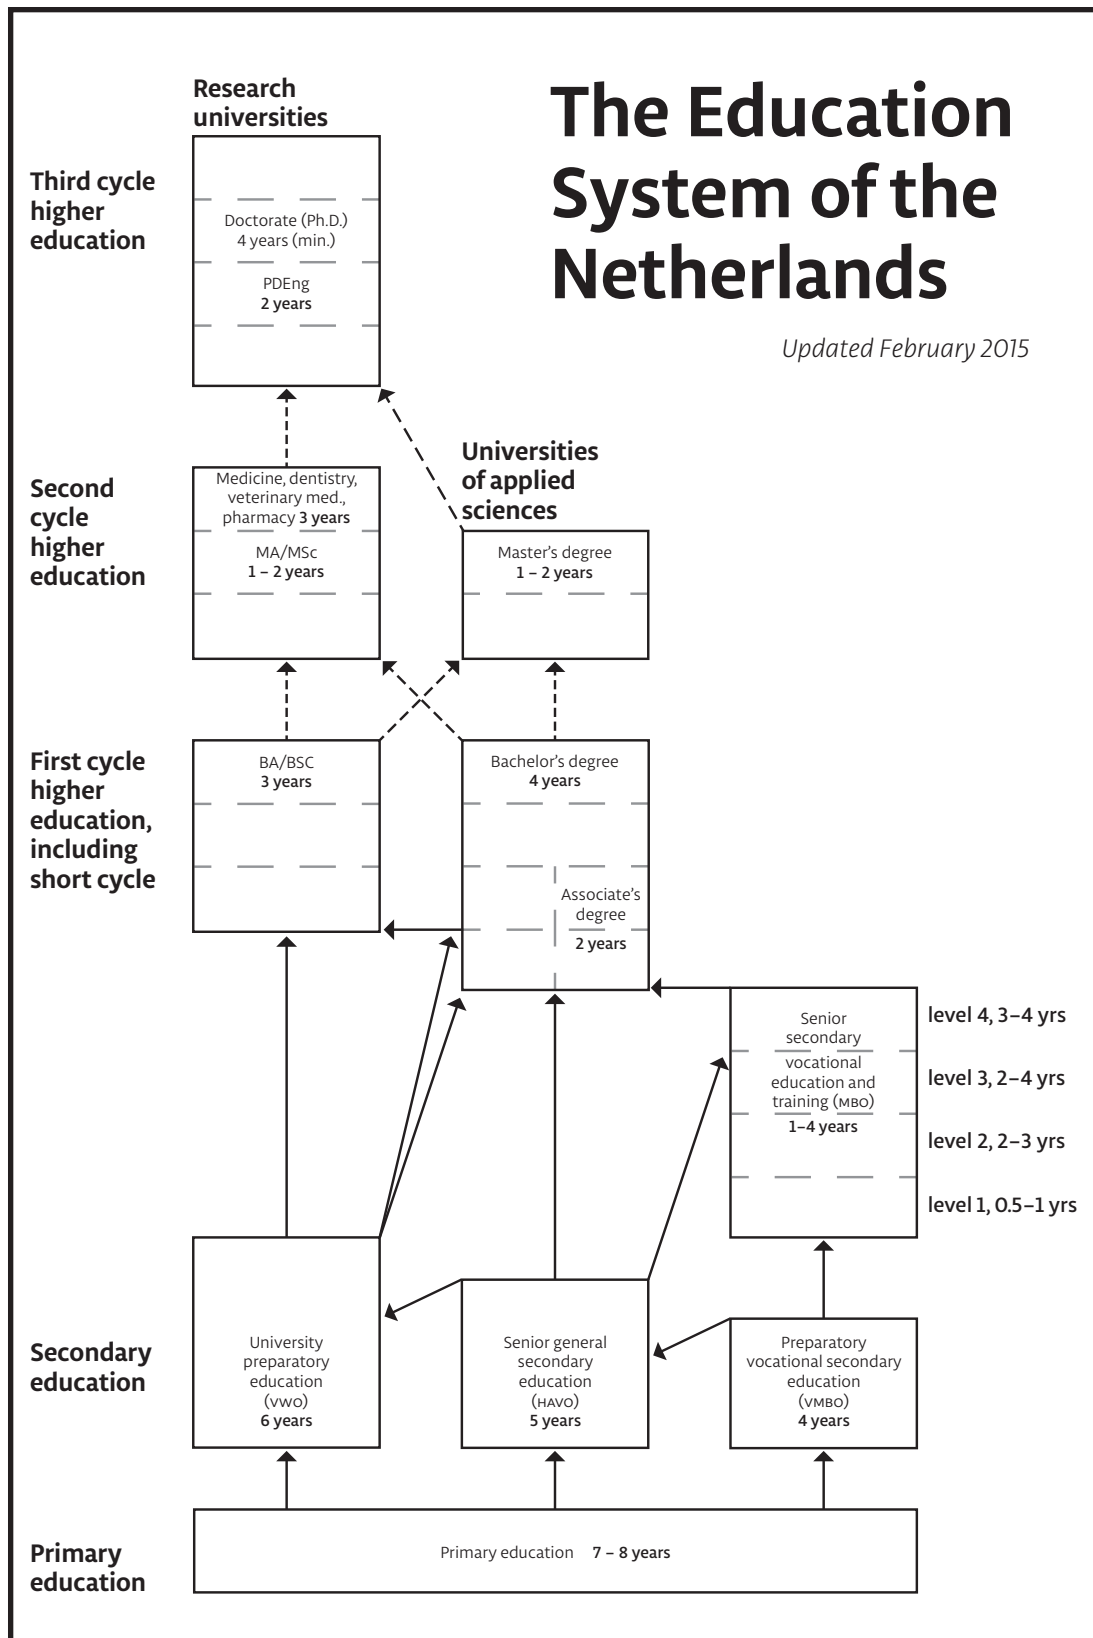 The Education
System of the
Netherlands
Updated February 2015
Research
universities
Third cycle
higher
education
Doctorate (Ph.D.)
4 years (min.)
PDEng
2 years
Universities
of applied
sciences
Second
cycle
higher
education
Medicine, dentistry,
veterinary med.,
pharmacy 3 years
MA/MSc
1 – 2 years
Master's degree
1 – 2 years
First cycle
higher
education,
including
short cycle
BA/BSC
3 years
Bachelor's degree
4 years
Associate's
degree
2 years
Senior
secondary
vocational
education and
training (MBO)
1–4 years
level 4, 3–4 yrs
level 3, 2–4 yrs
level 2, 2–3 yrs
level 1, 0.5–1 yrs
Secondary
education
University
preparatory
education
(VWO)
6 years
Senior general
secondary
education
(HAVO)
5 years
Preparatory
vocational secondary
education
(VMBO)
4 years
Primary
education
Primary education 7 – 8 years